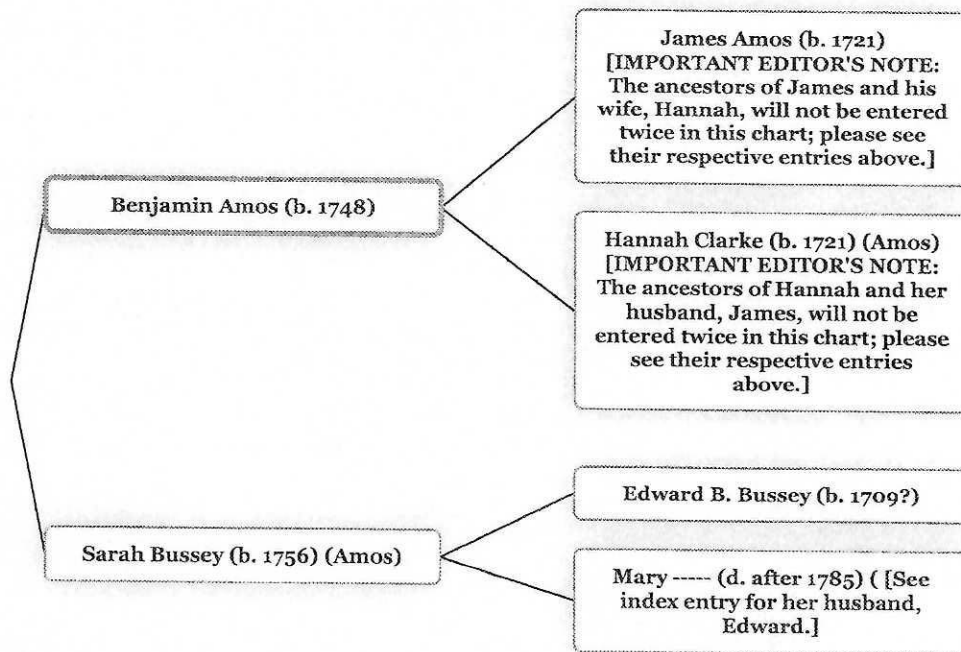 James Amos (b. 1721)
[IMPORTANT EDITOR'S NOTE:
The ancestors of James and his
wife, Hannah, will not be entered
twice in this chart; please see
their respective entries above.]
Benjamin Amos (b. 1748)
Hannah Clarke (b. 1721) (Amos)
[IMPORTANT EDITOR'S NOTE:
The ancestors of Hannah and her
husband, James, will not be
entered twice in this chart; please
see their respective entries
above.]
Edward B. Bussey (b. 1709?)
Sarah Bussey (b. 1756) (Amos)
Mary ----- (d. after 1785) ( [See
index entry for her husband,
Edward.]